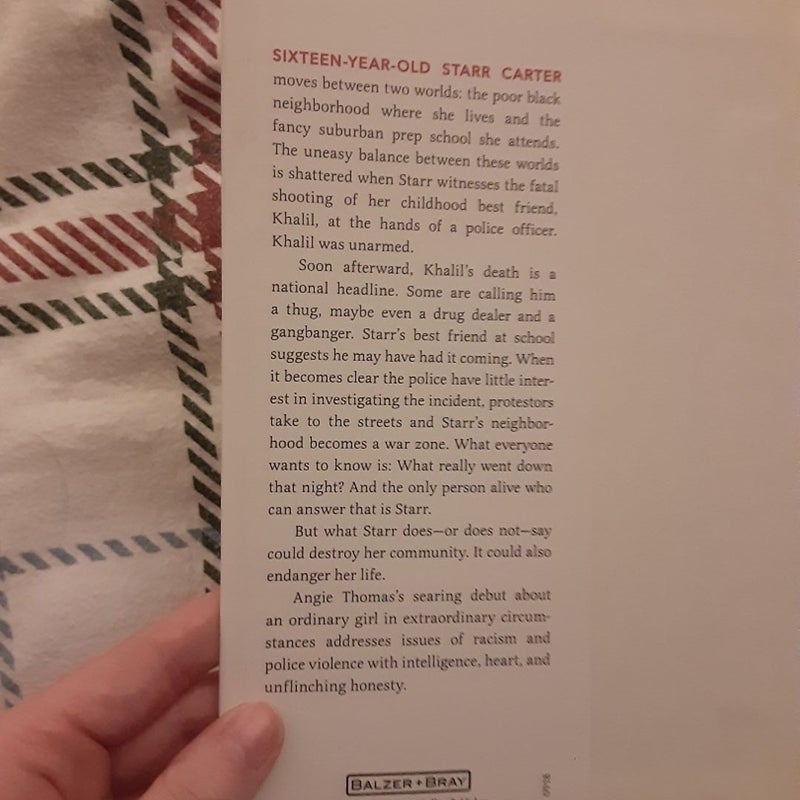 SIXTEEN-YEAR-OLD STARR CARTER
moves between two worlds: the poor black
neighborhood where she lives and the
fancy suburban prep school she attends.
The uneasy balance between these worlds
is shattered when Starr witnesses the fatal
shooting of her childhood best friend,
Khalil, at the hands of a police officer.
Khalil was unarmed.
Soon afterward, Khalil's death is a
national headline. Some are calling him
a thug, maybe even a drug dealer and a
gangbanger. Starr's best friend at school
suggests he may have had it coming. When
it becomes clear the police have little inter-
est in investigating the incident, protestors
take to the streets and Starr's neighbor-
hood becomes a war zone. What everyone
wants to know is: What really went down
that night? And the only person alive who
can answer that is Starr.
But what Starr does—or does not—say
could destroy her community. It could also
endanger her life.
Angie Thomas's searing debut about
an ordinary girl in extraordinary circum-
stances addresses issues of racism and
police violence with intelligence, heart, and
unflinching honesty.
BALZER + BRAY